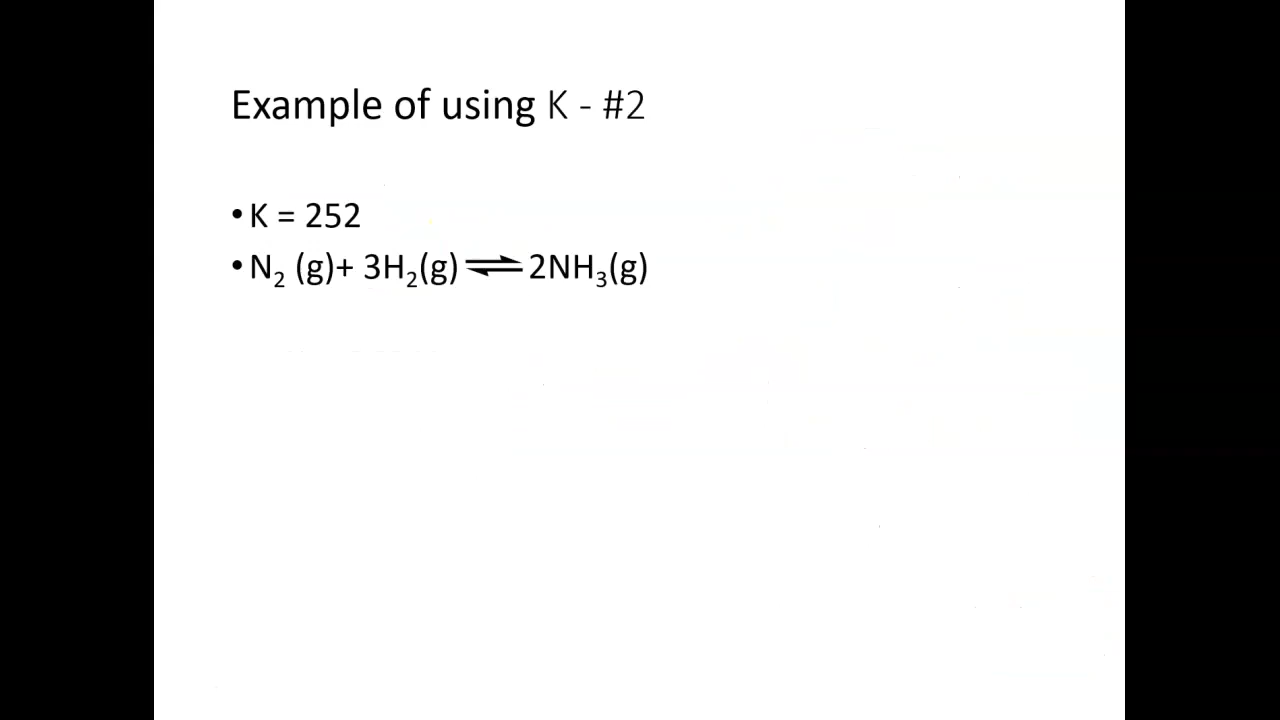 Example of using K - #2
•K = 252
•N₂ (g)+ 3H₂(g) ⇌ 2NH₃(g)